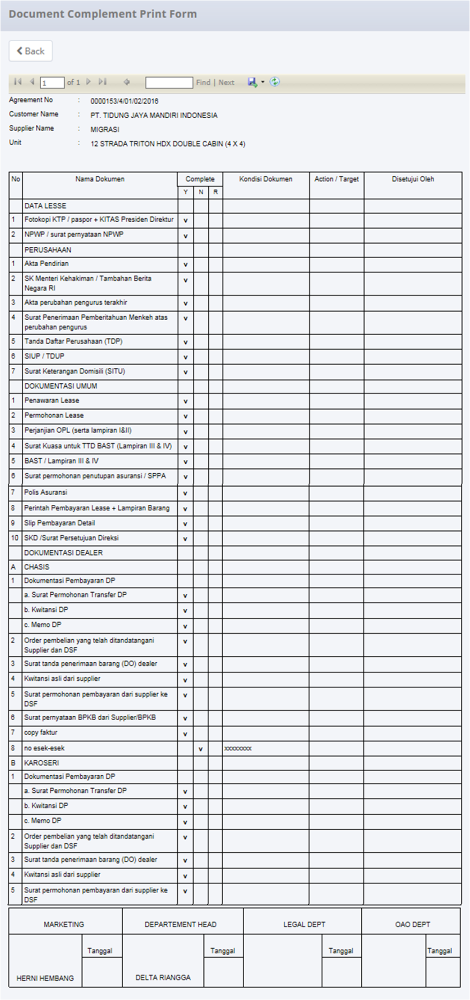 Document Complement Print Form
Back
1 of 1 Find | Next
Agreement No : 0000153/4/01/02/2016
Customer Name : PT. TIDUNG JAYA MANDIRI INDONESIA
Supplier Name : MIGRASI
Unit : 12 STRADA TRITON HDX DOUBLE CABIN (4 X 4)
No Nama Dokumen Complete Kondisi Dokumen Action / Target Disetujui Oleh
Y N R
DATA LESSE
1 Fotokopi KTP / paspor + KITAS Presiden Direktur v
2 NPWP / surat pernyataan NPWP v
PERUSAHAAN
1 Akta Pendirian v
2 SK Menteri Kehakiman / Tambahan Berita v
Negara RI
3 Akta perubahan pengurus terakhir v
4 Surat Penerimaan Pemberitahuan Menkeh atas v
perubahan pengurus
5 Tanda Daftar Perusahaan (TDP) v
6 SIUP / TDUP v
7 Surat Keterangan Domisili (SITU) v
DOKUMENTASI UMUM
1 Penawaran Lease v
2 Permohonan Lease v
3 Perjanjian OPL (serta lampiran I&II) v
4 Surat Kuasa untuk TTD BAST (Lampiran III & IV) v
5 BAST / Lampiran III & IV v
6 Surat permohonan penutupan asuransi / SPPA v
7 Polis Asuransi v
8 Perintah Pembayaran Lease + Lampiran Barang v
9 Slip Pembayaran Detail v
10 SKD /Surat Persetujuan Direksi v
DOKUMENTASI DEALER
A CHASIS
1 Dokumentasi Pembayaran DP
a. Surat Permohonan Transfer DP v
b. Kwitansi DP v
c. Memo DP v
2 Order pembelian yang telah ditandatangani v
Supplier dan DSF
3 Surat tanda penerimaan barang (DO) dealer v
4 Kwitansi asli dari supplier v
5 Surat permohonan pembayaran dari supplier ke v
DSF
6 Surat pernyataan BPKB dari Supplier/BPKB v
7 copy faktur v
8 no esek-esek v xxxxxxxx
B KAROSERI
1 Dokumentasi Pembayaran DP
a. Surat Permohonan Transfer DP v
b. Kwitansi DP v
c. Memo DP v
2 Order pembelian yang telah ditandatangani v
Supplier dan DSF
3 Surat tanda penerimaan barang (DO) dealer v
4 Kwitansi asli dari supplier v
5 Surat permohonan pembayaran dari supplier ke v
DSF
MARKETING DEPARTEMENT HEAD LEGAL DEPT OAO DEPT
Tanggal Tanggal Tanggal Tanggal
HERNI HEMBANG DELTA RIANGGA